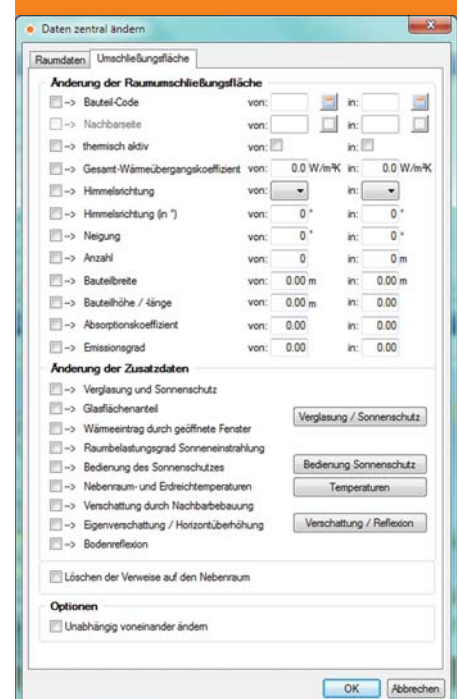 Daten zentral ändern
Raumdaten Umschließungsfläche
Änderung der Raumumschließungsfläche
--> Bauteil-Code von: in:
--> Nachbarseite von: in:
--> thermisch aktiv von: in:
--> Gesamt-Wärmeübergangskoeffizient von: 0.0 W/m²K in: 0.0 W/m²K
--> Himmelsrichtung von: in:
--> Himmelsrichtung (in °) von: 0 ° in: 0 °
--> Neigung von: 0 ° in: 0 °
--> Anzahl von: 0 in: 0 m
--> Bauteilbreite von: 0.00 m in: 0.00 m
--> Bauteilhöhe / -länge von: 0.00 m in: 0.00
--> Absorptionskoeffizient von: 0.00 in: 0.00
--> Emissionsgrad von: 0.00 in: 0.00
Änderung der Zusatzdaten
--> Verglasung und Sonnenschutz
--> Glasflächenanteil
Verglasung / Sonnenschutz
--> Wärmeeintrag durch geöffnete Fenster
--> Raumbelastungsgrad Sonneneinstrahlung
--> Bedienung des Sonnenschutzes Bedienung Sonnenschutz
--> Nebenraum- und Erdreichtemperaturen Temperaturen
--> Verschattung durch Nachbarbebauung
--> Eigenverschattung / Horizontüberhöhung Verschattung / Reflexion
--> Bodenreflexion
Löschen der Verweise auf den Nebenraum
Optionen
Unabhängig voneinander ändern
OK Abbrechen